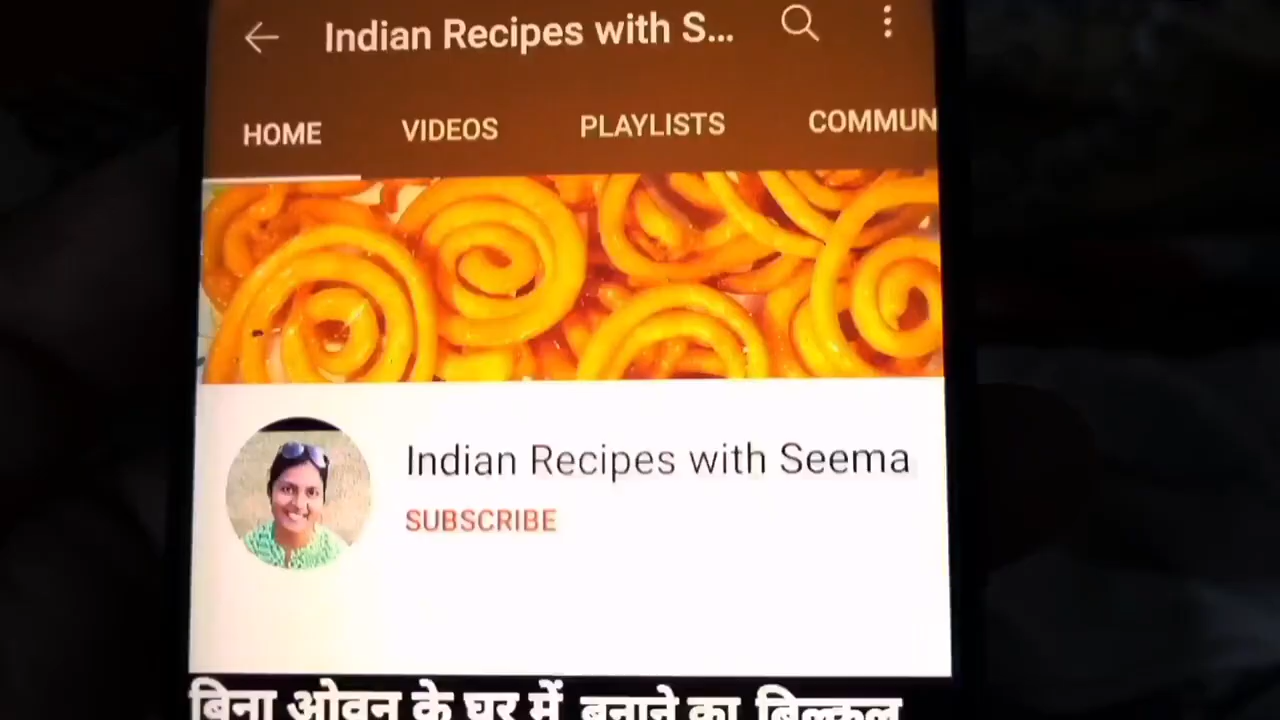 Indian Recipes with S...
HOME VIDEOS PLAYLISTS COMMUN
Indian Recipes with Seema
SUBSCRIBE
बिना ओवन के घर में बनाने का बिल्कुल